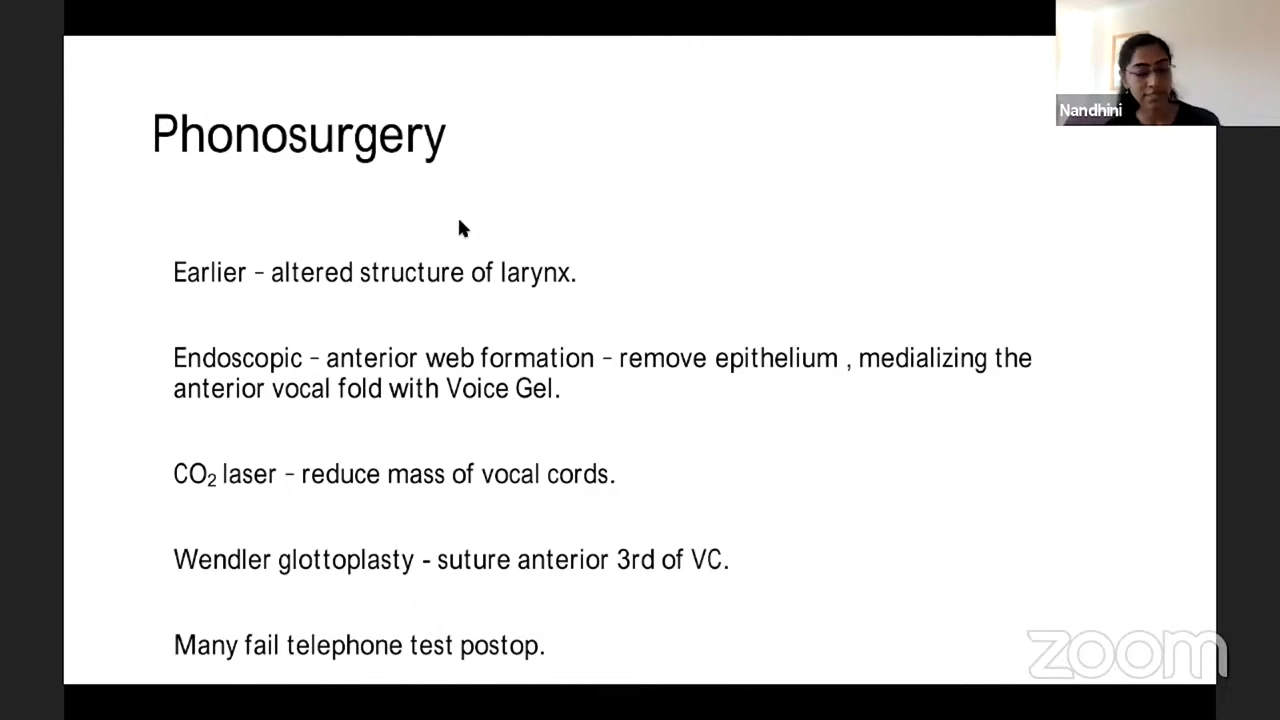 Nandhini
Phonosurgery
Earlier - altered structure of larynx.
Endoscopic - anterior web formation - remove epithelium , medializing the
anterior vocal fold with Voice Gel.
CO₂ laser - reduce mass of vocal cords.
Wendler glottoplasty - suture anterior 3rd of VC.
Many fail telephone test postop.
zoom